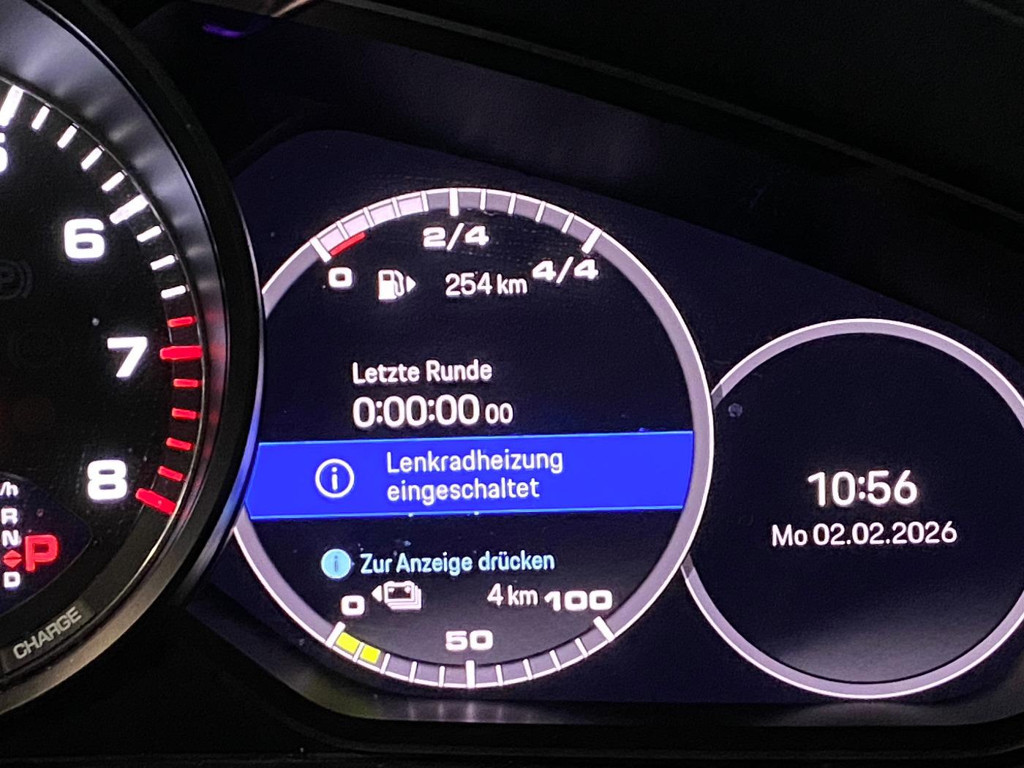 6
7
8
/h
R
N
P
D
CHARGE
2/4
0
4/4
254 km
Letzte Runde
0:00:00 00
Lenkradheizung
eingeschaltet
Zur Anzeige drücken
0
4 km
100
50
10:56
Mo 02.02.2026